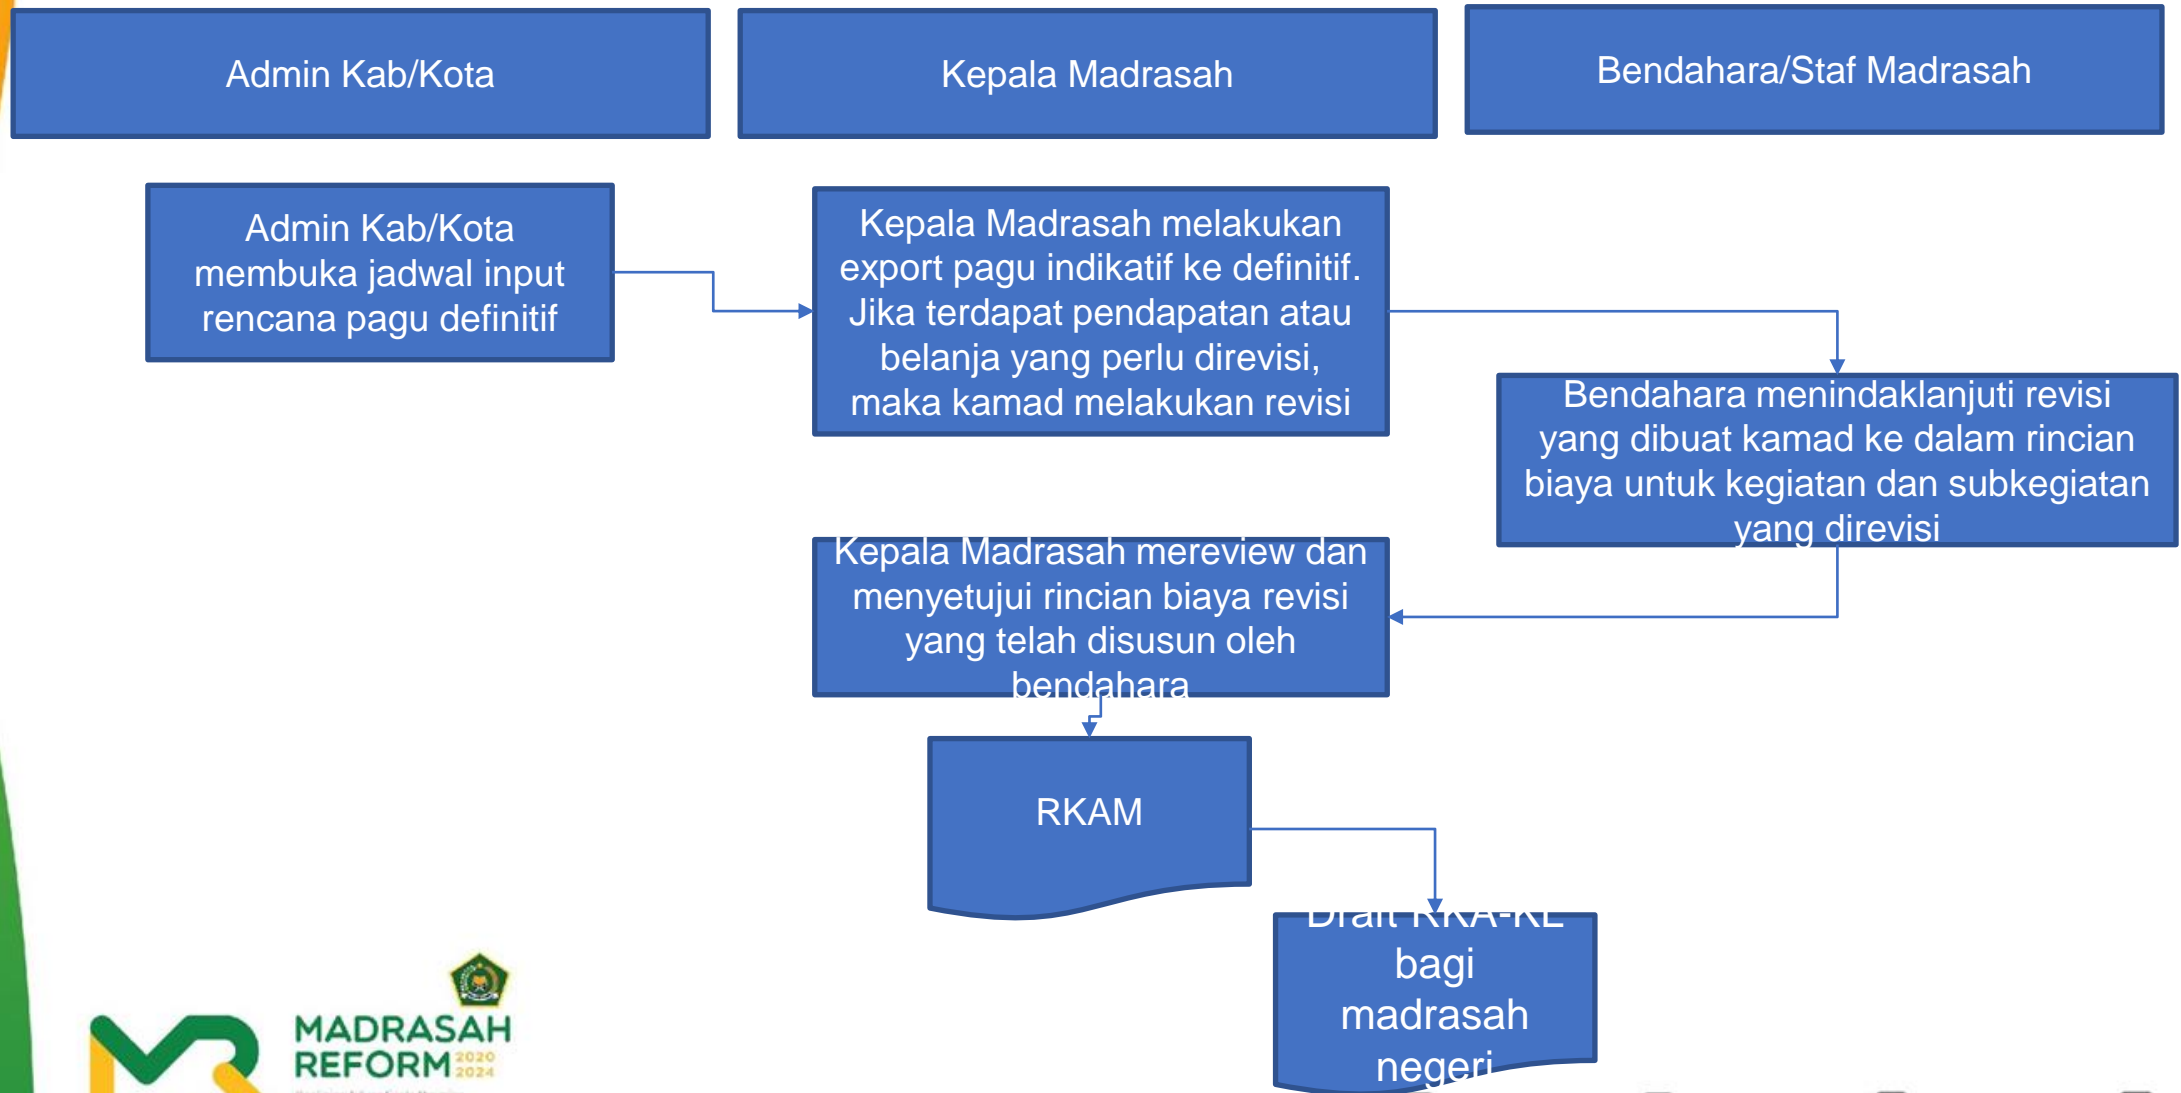 Admin Kab/Kota
Kepala Madrasah
Bendahara/Staf Madrasah
Admin Kab/Kota
membuka jadwal input
rencana pagu definitif
Kepala Madrasah melakukan
export pagu indikatif ke definitif.
Jika terdapat pendapatan atau
belanja yang perlu direvisi,
maka kamad melakukan revisi
Bendahara menindaklanjuti revisi
yang dibuat kamad ke dalam rincian
biaya untuk kegiatan dan subkegiatan
yang direvisi
Kepala Madrasah mereview dan
menyetujui rincian biaya revisi
yang telah disusun oleh
bendahara
RKAM
Draft RKA-KL
bagi
madrasah
negeri
MADRASAH
REFORM 2020
2024